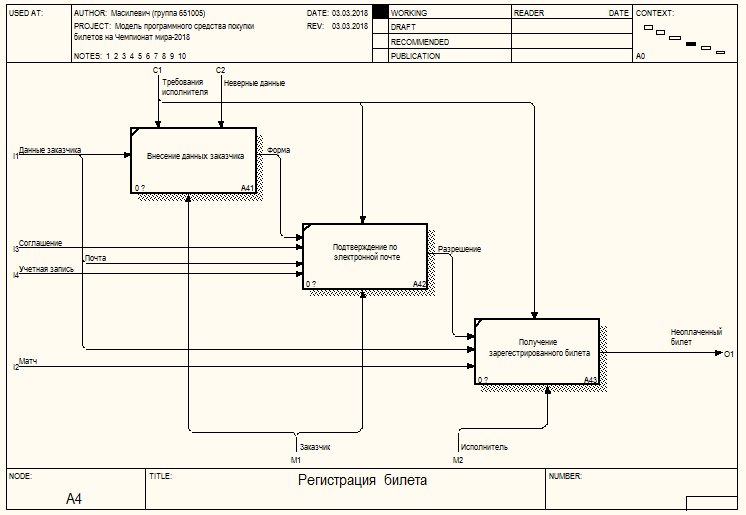 USED AT:
AUTHOR: Масилевич (группа 651005)
DATE: 03.03.2018
PROJECT: Модель программного средства покупки
билетов на Чемпионат мира-2018
REV: 03.03.2018
NOTES: 1 2 3 4 5 6 7 8 9 10
WORKING
DRAFT
RECOMMENDED
PUBLICATION
READER
DATE
CONTEXT:
A0
C1
C2
Требования
исполнителя
Неверные данные
I1
Данные заказчика
Внесение данных заказчика
0 ?
A41
Форма
I3
Соглашение
Почта
I4
Учетная запись
Подтверждение по
электронной почте
0 ?
A42
Разрешение
Получение
зарегестрированного билета
0 ?
A43
Неоплаченный
билет
O1
I2
Матч
Заказчик
M1
Исполнитель
M2
NODE:
A4
TITLE:
Регистрация билета
NUMBER: